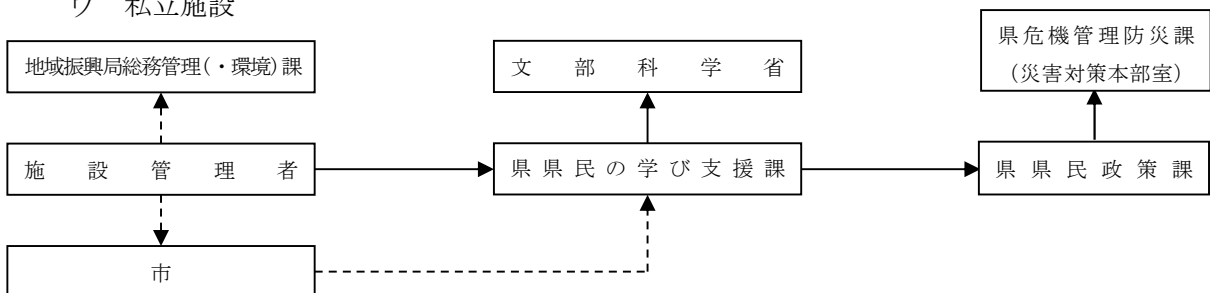 ウ 私立施設
地域振興局総務管理(・環境)課
文部科学省
県危機管理防災課
(災害対策本部室)
施設管理者
県県民の学び支援課
県県民政策課
市